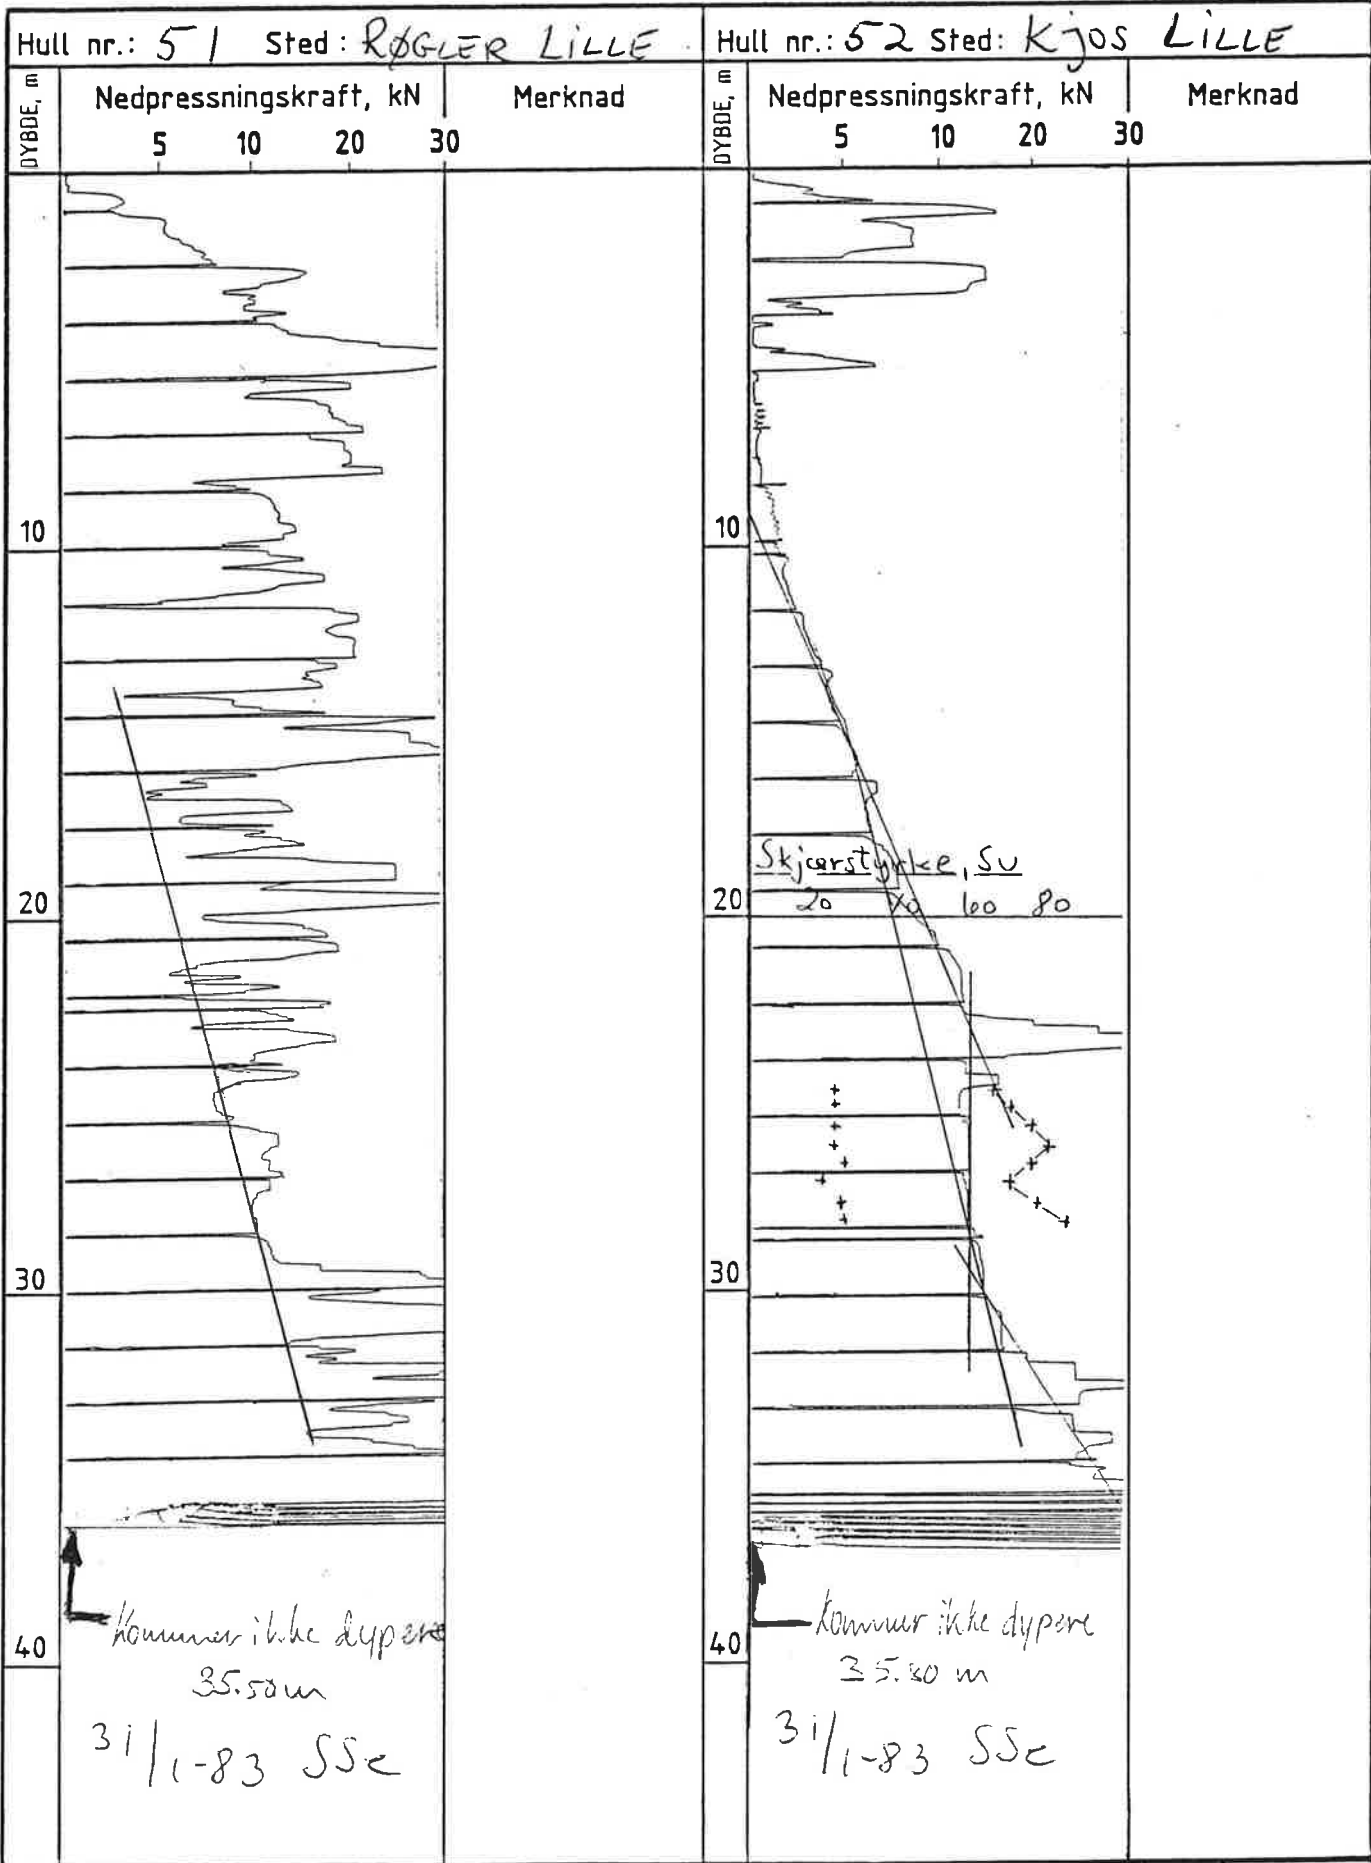 Hull nr.: 51 Sted: RØGLER LILLE
DYBDE, m
Nedpressningskraft, kN
Merknad
5 10 20 30
10
20
30
40
Kommer ikke dypere
35.50 m
31/1-83 SSe
Hull nr.: 52 Sted: Kjos LILLE
DYBDE, m
Nedpressningskraft, kN
Merknad
5 10 20 30
10
Skjærstyrke, Su
20 40 60 80
20
30
40
Kommer ikke dypere
35.80 m
31/1-83 SSe